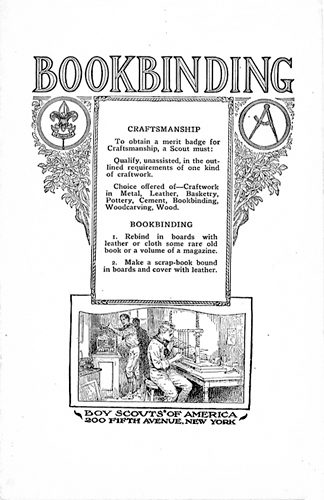 BOOKBINDING
CRAFTSMANSHIP
To obtain a merit badge for
Craftsmanship, a Scout must:
Qualify, unassisted, in the out-
lined requirements of one kind
of craftwork.
Choice offered of—Craftwork
in Metal, Leather, Basketry,
Pottery, Cement, Bookbinding,
Woodcarving, Wood.
BOOKBINDING
1. Rebind in boards with
leather or cloth some rare old
book or a volume of a magazine.
2. Make a scrap-book bound
in boards and cover with leather.
BOY SCOUTS OF AMERICA
200 FIFTH AVENUE, NEW YORK